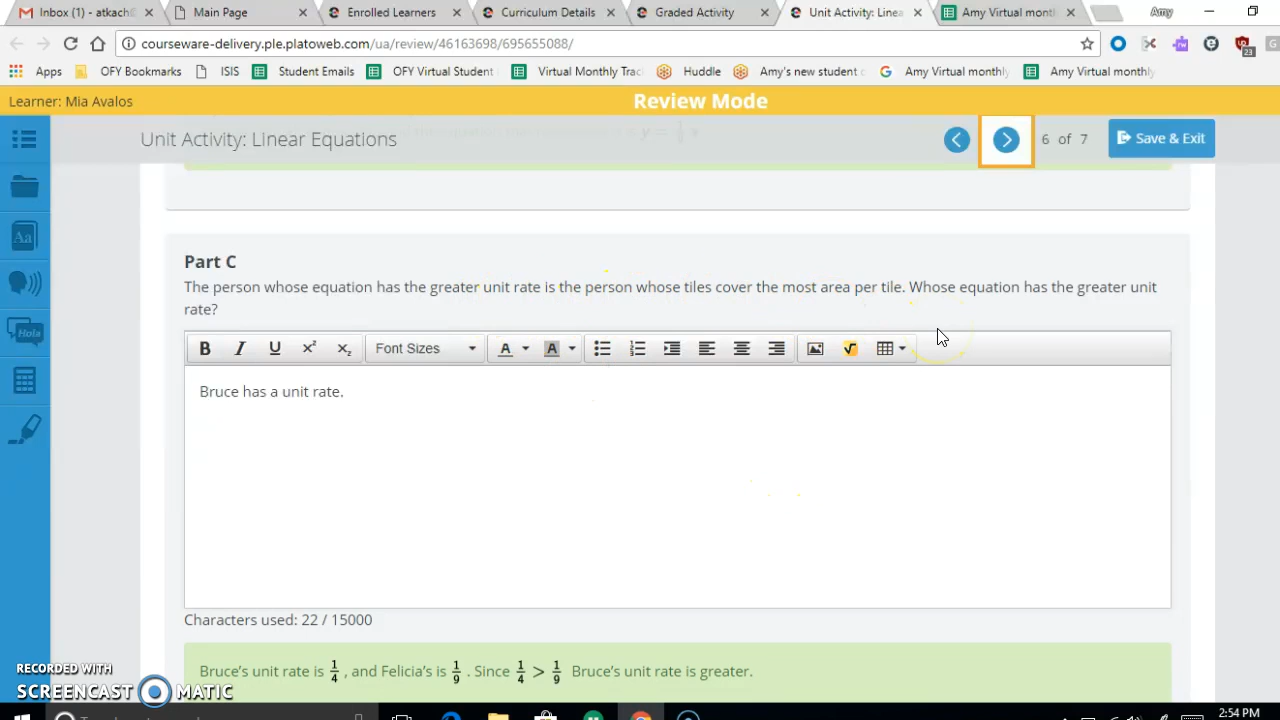 Inbox (1) - atkach
Main Page
Enrolled Learners
Curriculum Details
Graded Activity
Unit Activity: Linea
Amy Virtual mont
Amy
courseware-delivery.ple.platoweb.com/ua/review/46163698/695655088/
Apps
OFY Bookmarks
ISIS
Student Emails
OFY Virtual Student
Virtual Monthly Trac
Huddle
Amy's new student
Amy Virtual monthly
Amy Virtual monthly
Learner: Mia Avalos
Review Mode
Unit Activity: Linear Equations
6 of 7
Save & Exit
Aa
Hola
Part C
The person whose equation has the greater unit rate is the person whose tiles cover the most area per tile. Whose equation has the greater unit
rate?
B I U x² x₂ Font Sizes A A
Bruce has a unit rate.
Characters used: 22 / 15000
Bruce's unit rate is 1/4 , and Felicia's is 1/9 . Since 1/4 > 1/9 Bruce's unit rate is greater.
RECORDED WITH
SCREENCAST MATIC
2:54 PM